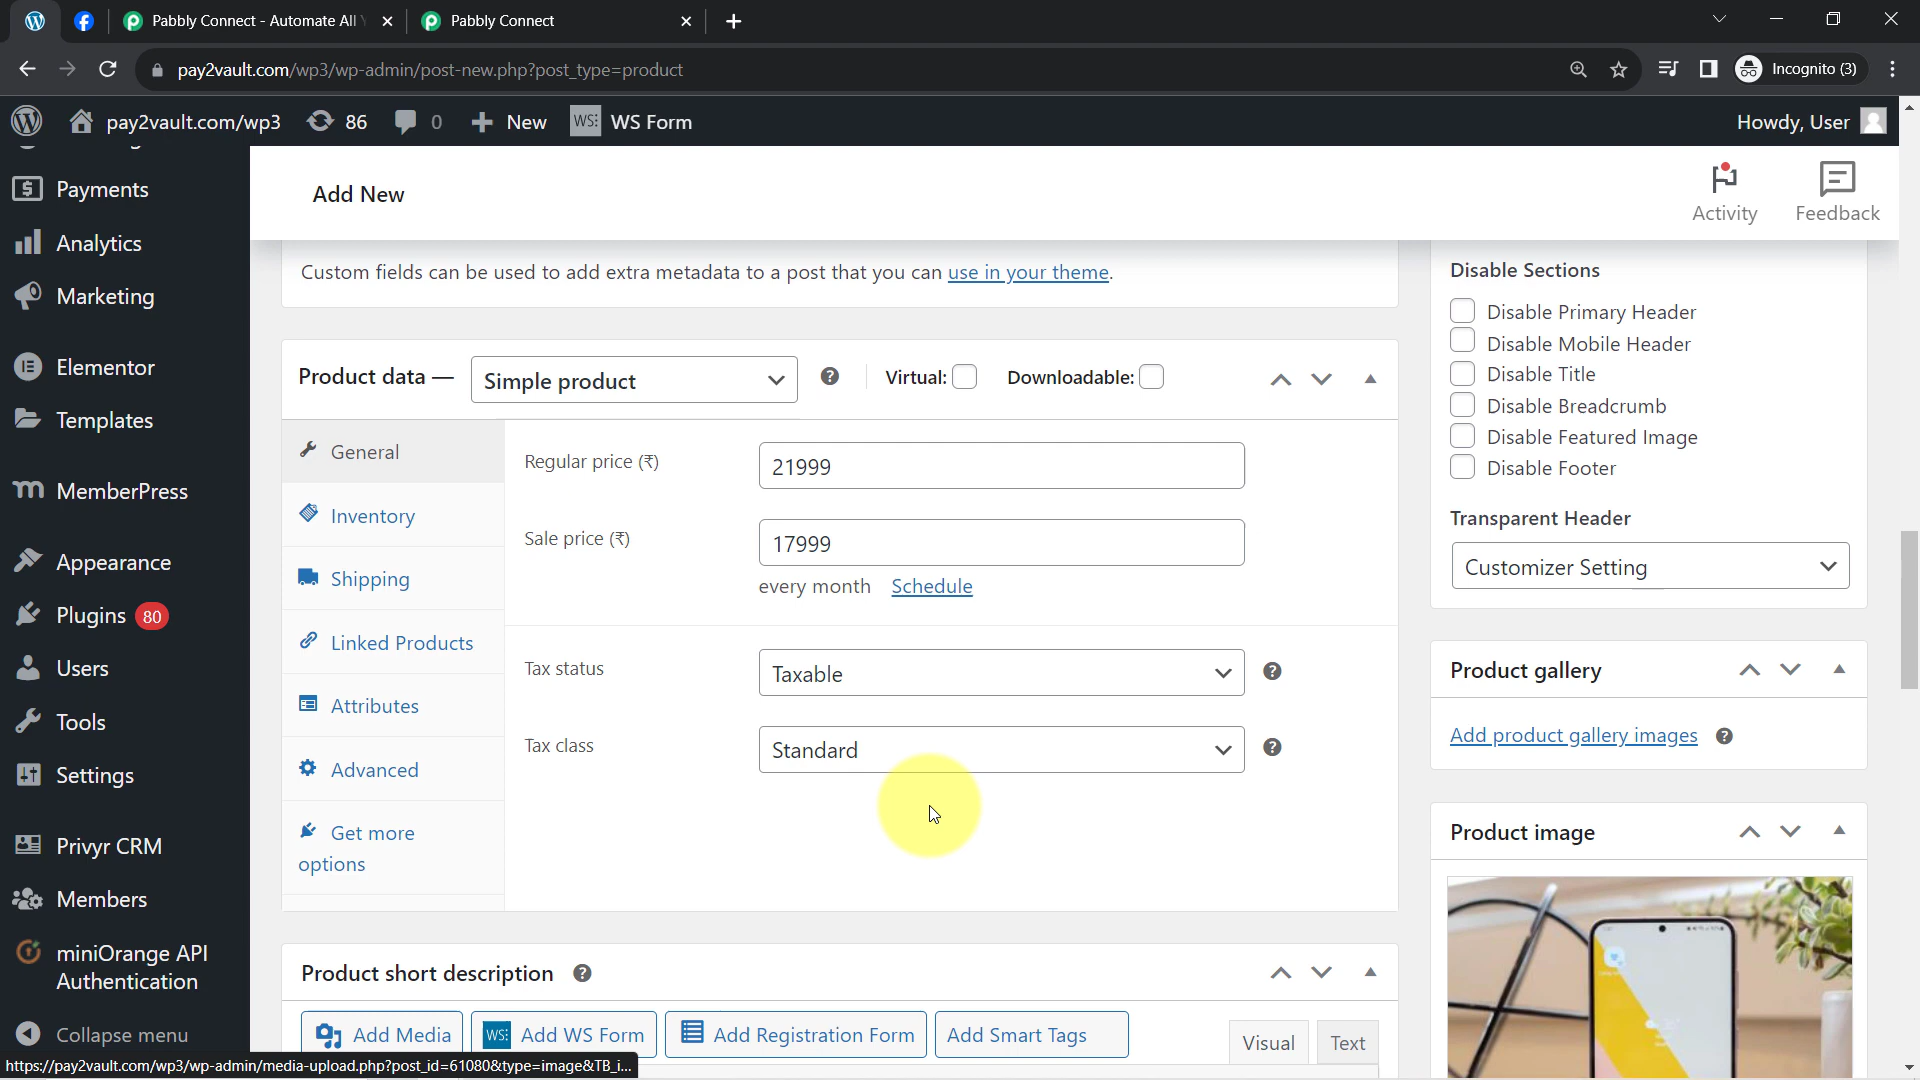 Pabbly Connect - Automate All
Pabbly Connect
pay2vault.com/wp3/wp-admin/post-new.php?post_type=product
Incognito (3)
pay2vault.com/wp3
86
0
New
WS Form
Howdy, User
Payments
Analytics
Marketing
Elementor
Templates
MemberPress
Appearance
Plugins 80
Users
Tools
Settings
Privyr CRM
Members
miniOrange API
Authentication
Collapse menu
https://pay2vault.com/wp3/wp-admin/media-upload.php?post_id=61080&type=image&TB_i...
Add New
Activity
Feedback
Custom fields can be used to add extra metadata to a post that you can use in your theme.
Product data — Simple product
Virtual:
Downloadable:
General
Inventory
Shipping
Linked Products
Attributes
Advanced
Get more
options
Regular price (₹)
21999
Sale price (₹)
17999
every month Schedule
Tax status
Taxable
Tax class
Standard
Product short description
Add Media
WS: Add WS Form
Add Registration Form
Add Smart Tags
Visual
Text
Disable Sections
Disable Primary Header
Disable Mobile Header
Disable Title
Disable Breadcrumb
Disable Featured Image
Disable Footer
Transparent Header
Customizer Setting
Product gallery
Add product gallery images
Product image